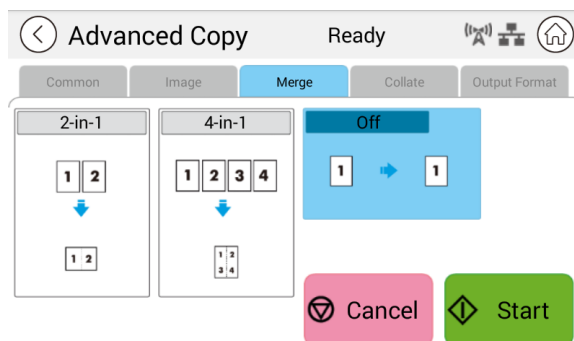 Advanced Copy Ready
Common Image Merge Collate Output Format
2-in-1 4-in-1 Off
1 2 1 2 3 4 1 1
1 2 1 2
3 4
Cancel Start